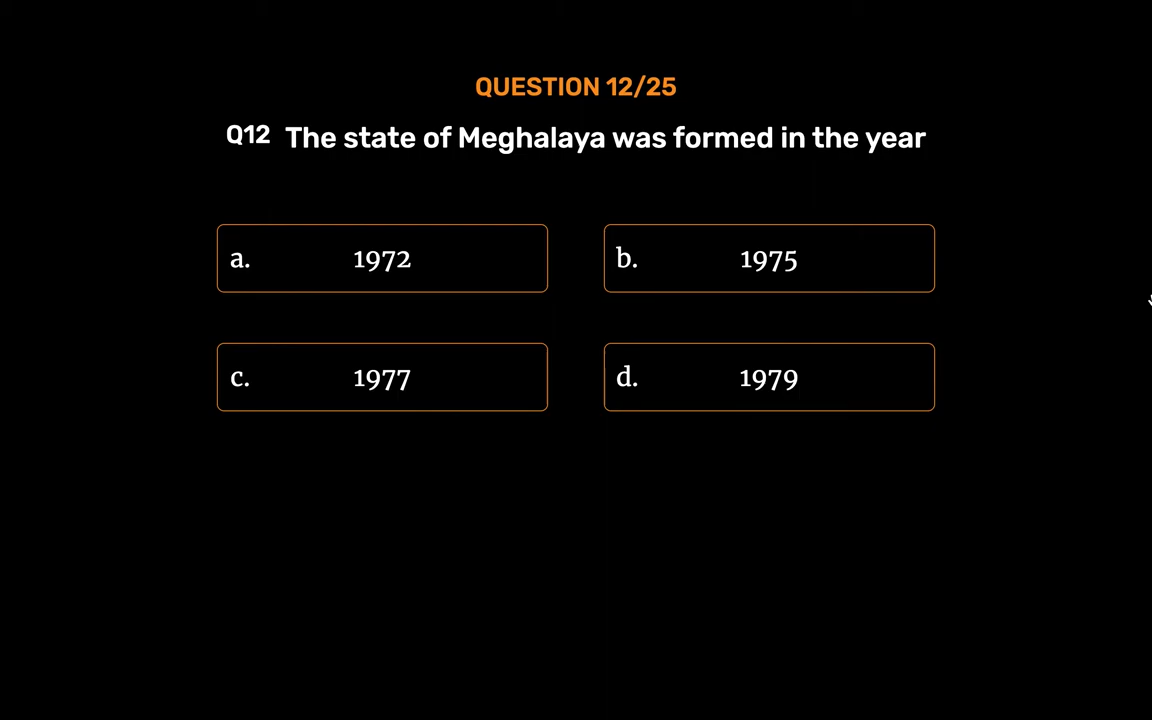 QUESTION 12/25
Q12 The state of Meghalaya was formed in the year
a. 1972
b. 1975
c. 1977
d. 1979